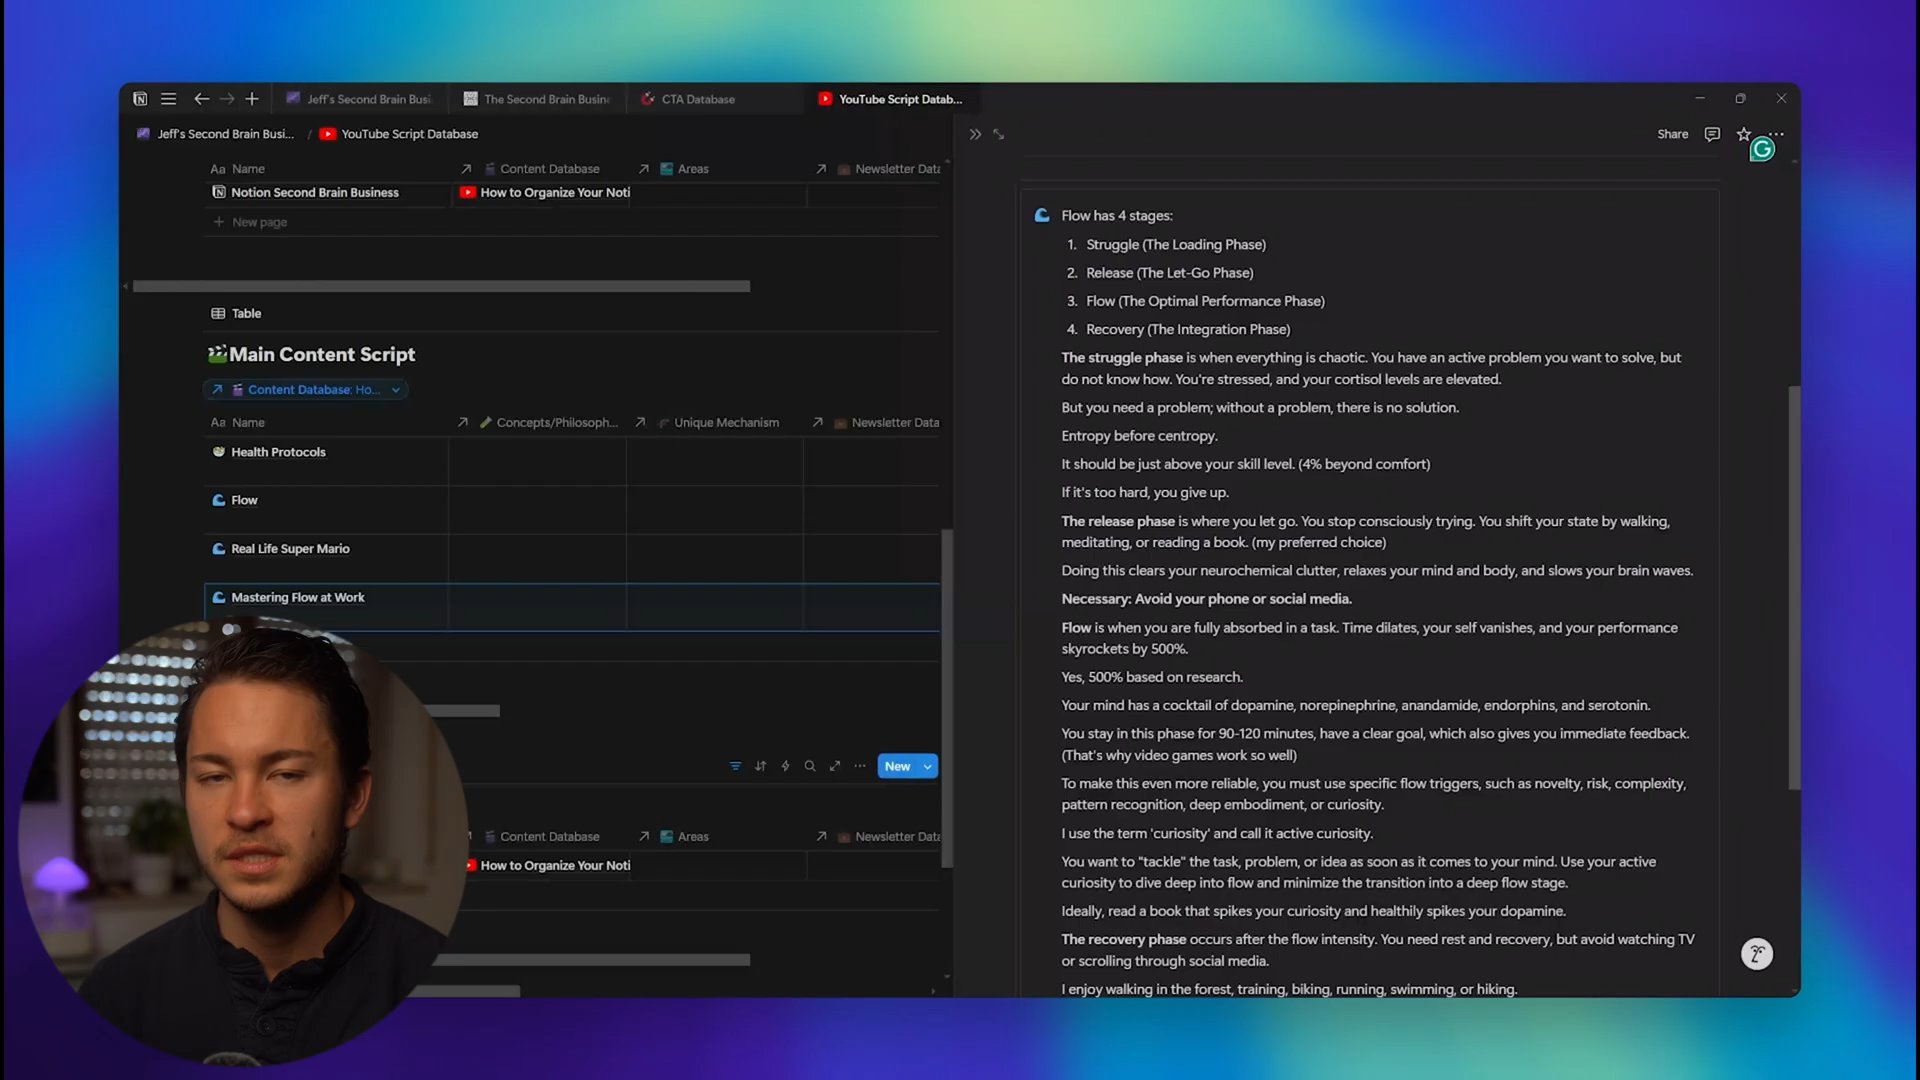 Jeff's Second Brain Busi
The Second Brain Busin
CTA Database
YouTube Script Datab...
Jeff's Second Brain Busi... / YouTube Script Database
Share
Aa Name
Content Database
Areas
Newsletter Data
Notion Second Brain Business
How to Organize Your Noti
New page
Table
Main Content Script
Content Database: Ho...
Aa Name
Concepts/Philosoph...
Unique Mechanism
Newsletter Data
Health Protocols
Flow
Real Life Super Mario
Mastering Flow at Work
New
Content Database
Areas
Newsletter Data
How to Organize Your Noti
Flow has 4 stages:
1. Struggle (The Loading Phase)
2. Release (The Let-Go Phase)
3. Flow (The Optimal Performance Phase)
4. Recovery (The Integration Phase)
The struggle phase is when everything is chaotic. You have an active problem you want to solve, but
do not know how. You're stressed, and your cortisol levels are elevated.
But you need a problem; without a problem, there is no solution.
Entropy before centropy.
It should be just above your skill level. (4% beyond comfort)
If it's too hard, you give up.
The release phase is where you let go. You stop consciously trying. You shift your state by walking,
meditating, or reading a book. (my preferred choice)
Doing this clears your neurochemical clutter, relaxes your mind and body, and slows your brain waves.
Necessary: Avoid your phone or social media.
Flow is when you are fully absorbed in a task. Time dilates, your self vanishes, and your performance
skyrockets by 500%.
Yes, 500% based on research.
Your mind has a cocktail of dopamine, norepinephrine, anandamide, endorphins, and serotonin.
You stay in this phase for 90-120 minutes, have a clear goal, which also gives you immediate feedback.
(That's why video games work so well)
To make this even more reliable, you must use specific flow triggers, such as novelty, risk, complexity,
pattern recognition, deep embodiment, or curiosity.
I use the term 'curiosity' and call it active curiosity.
You want to "tackle" the task, problem, or idea as soon as it comes to your mind. Use your active
curiosity to dive deep into flow and minimize the transition into a deep flow stage.
Ideally, read a book that spikes your curiosity and healthily spikes your dopamine.
The recovery phase occurs after the flow intensity. You need rest and recovery, but avoid watching TV
or scrolling through social media.
I enjoy walking in the forest, training, biking, running, swimming, or hiking.